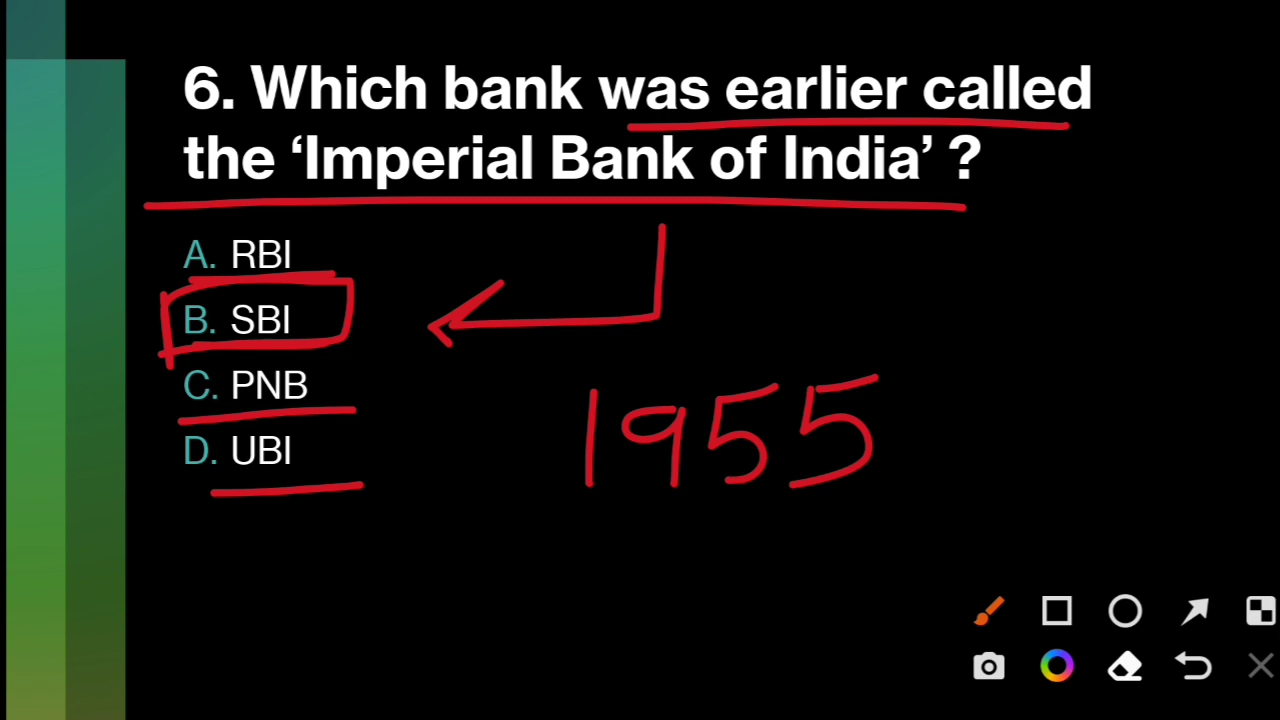 6. Which bank was earlier called
the ‘Imperial Bank of India’ ?
A. RBI
B. SBI
C. PNB
D. UBI
1955